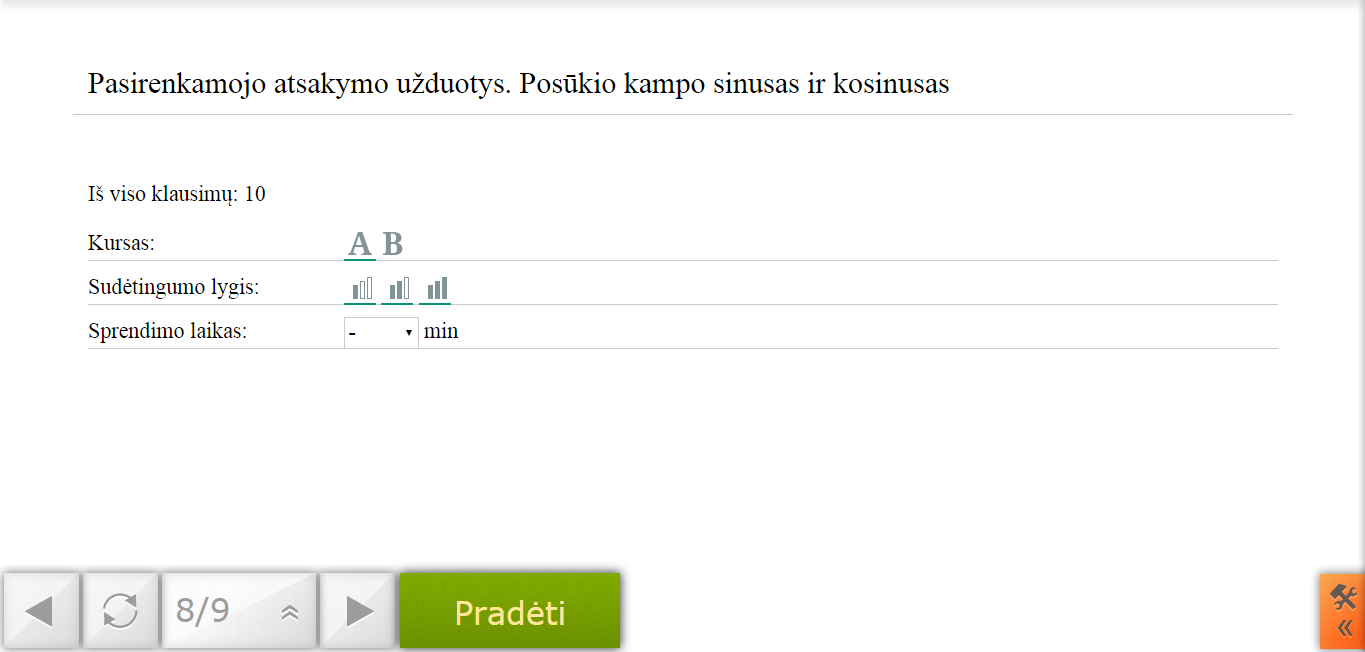 Pasirenkamojo atsakymo užduotys. Posūkio kampo sinusas ir kosinusas
Iš viso klausimų: 10
Kursas: A B
Sudėtingumo lygis:
Sprendimo laikas: - min
8/9
Pradėti